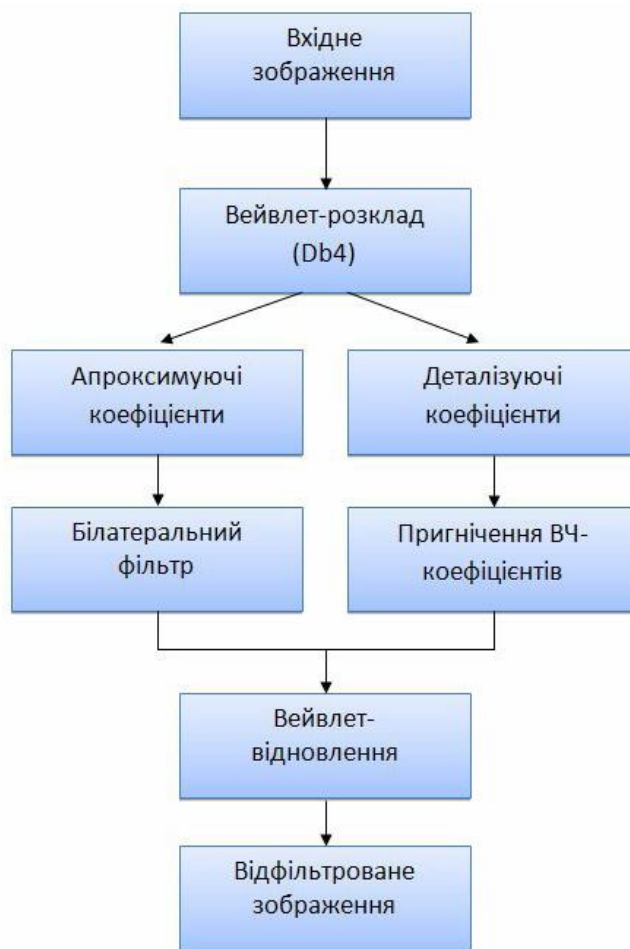 Вхідне
зображення
Вейвлет-розклад
(Db4)
Апроксимуючі
коефіцієнти
Деталізуючі
коефіцієнти
Білатеральний
фільтр
Пригнічення ВЧ-
коефіцієнтів
Вейвлет-
відновлення
Відфільтроване
зображення